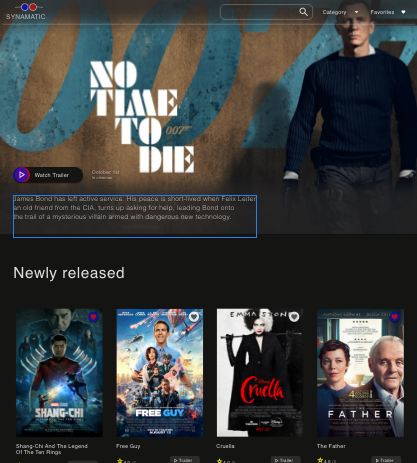 SYNAMATIC
Category
Favorites
007
NO
TIME
TO
DIE
007
Watch Trailer
October 1st
In cinemas
James Bond has left active service. His peace is short-lived when Felix Leiter
an old friend from the CIA, turns up asking for help, leading Bond onto
the trail of a mysterious villain armed with dangerous new technology.
Newly released
SHANG-CHI
FREE GUY
EMMA STONE
Cruella
FATHER
Shang-Chi And The Legend
Of The Ten Rings
Free Guy
Cruella
The Father
Trailer
Trailer
Trailer